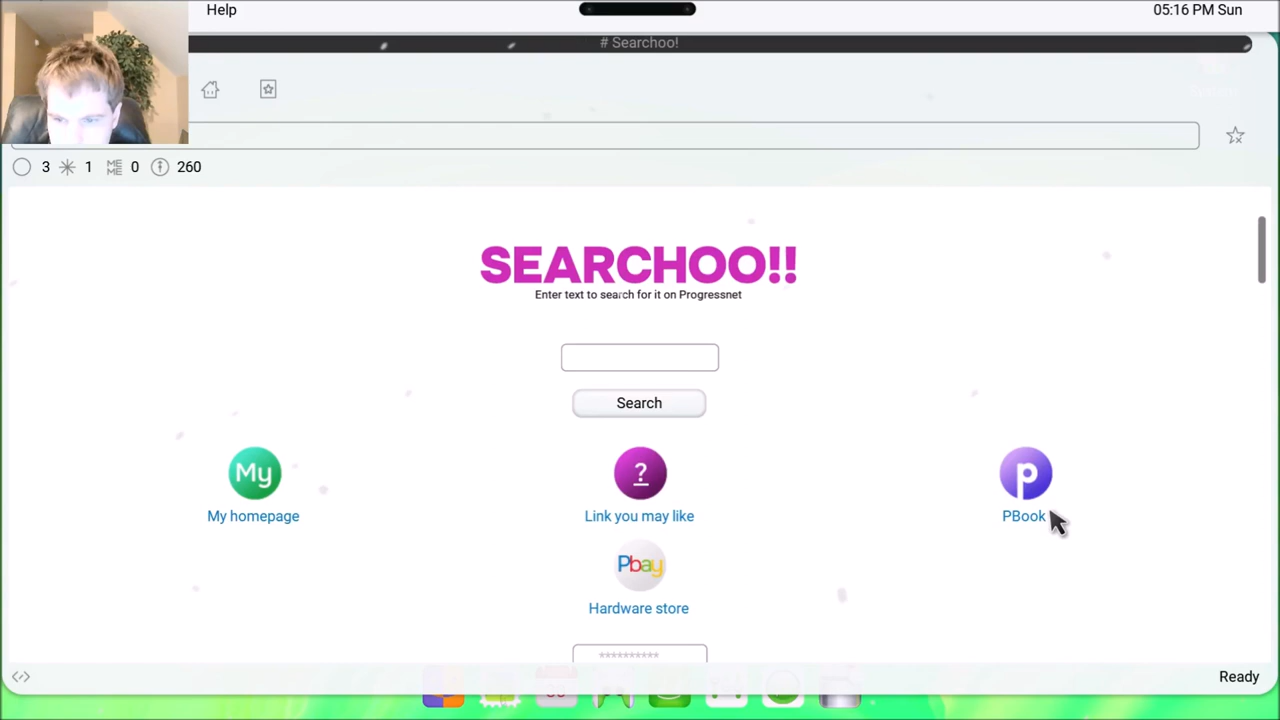 Help
05:16 PM Sun
# Searchoo!
3 1 MEME 0 260
SEARCHOO!!
Enter text to search for it on Progressnet
Search
My ? p
My homepage Link you may like PBook
Pbay
Hardware store
**********
Ready